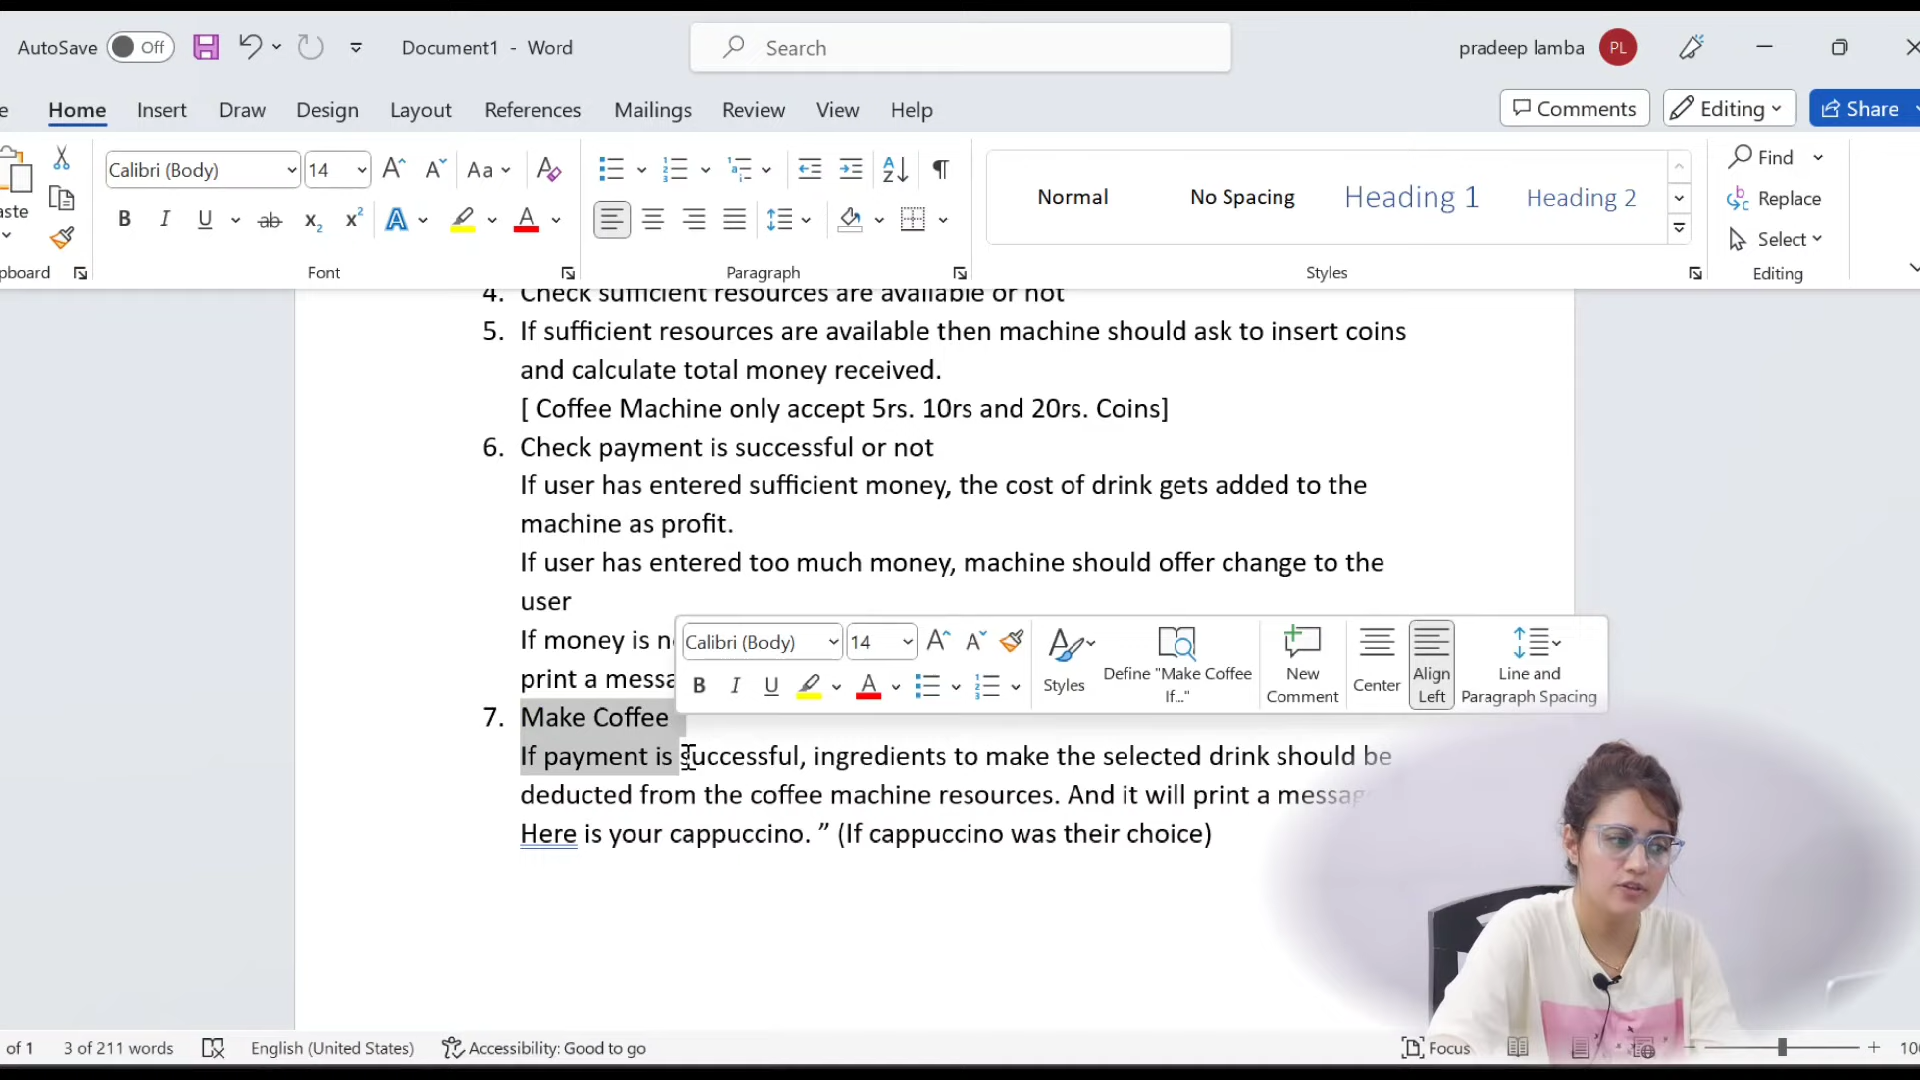 AutoSave Off Document1 - Word Search pradeep lamba PL
Home Insert Draw Design Layout References Mailings Review View Help Comments Editing Share
Calibri (Body) 14 Aa Normal No Spacing Heading 1 Heading 2 Find
Replace
Select
Font Paragraph Styles Editing
4. Check sufficient resources are available or not
5. If sufficient resources are available then machine should ask to insert coins
and calculate total money received.
[ Coffee Machine only accept 5rs. 10rs and 20rs. Coins]
6. Check payment is successful or not
If user has entered sufficient money, the cost of drink gets added to the
machine as profit.
If user has entered too much money, machine should offer change to the
user
If money is
print a
Calibri (Body) 14
Styles Define "Make Coffee If..." New Comment Center Align Left Line and Paragraph Spacing
7. Make Coffee
If payment is successful, ingredients to make the selected drink should be
deducted from the coffee machine resources. And it will print a message
Here is your cappuccino. ” (If cappuccino was their choice)
of 1 3 of 211 words English (United States) Accessibility: Good to go Focus